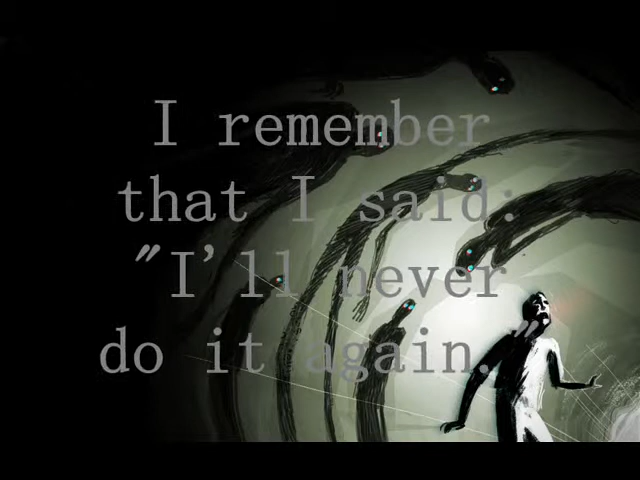 I remember
that I said:
"I'll never
do it again."